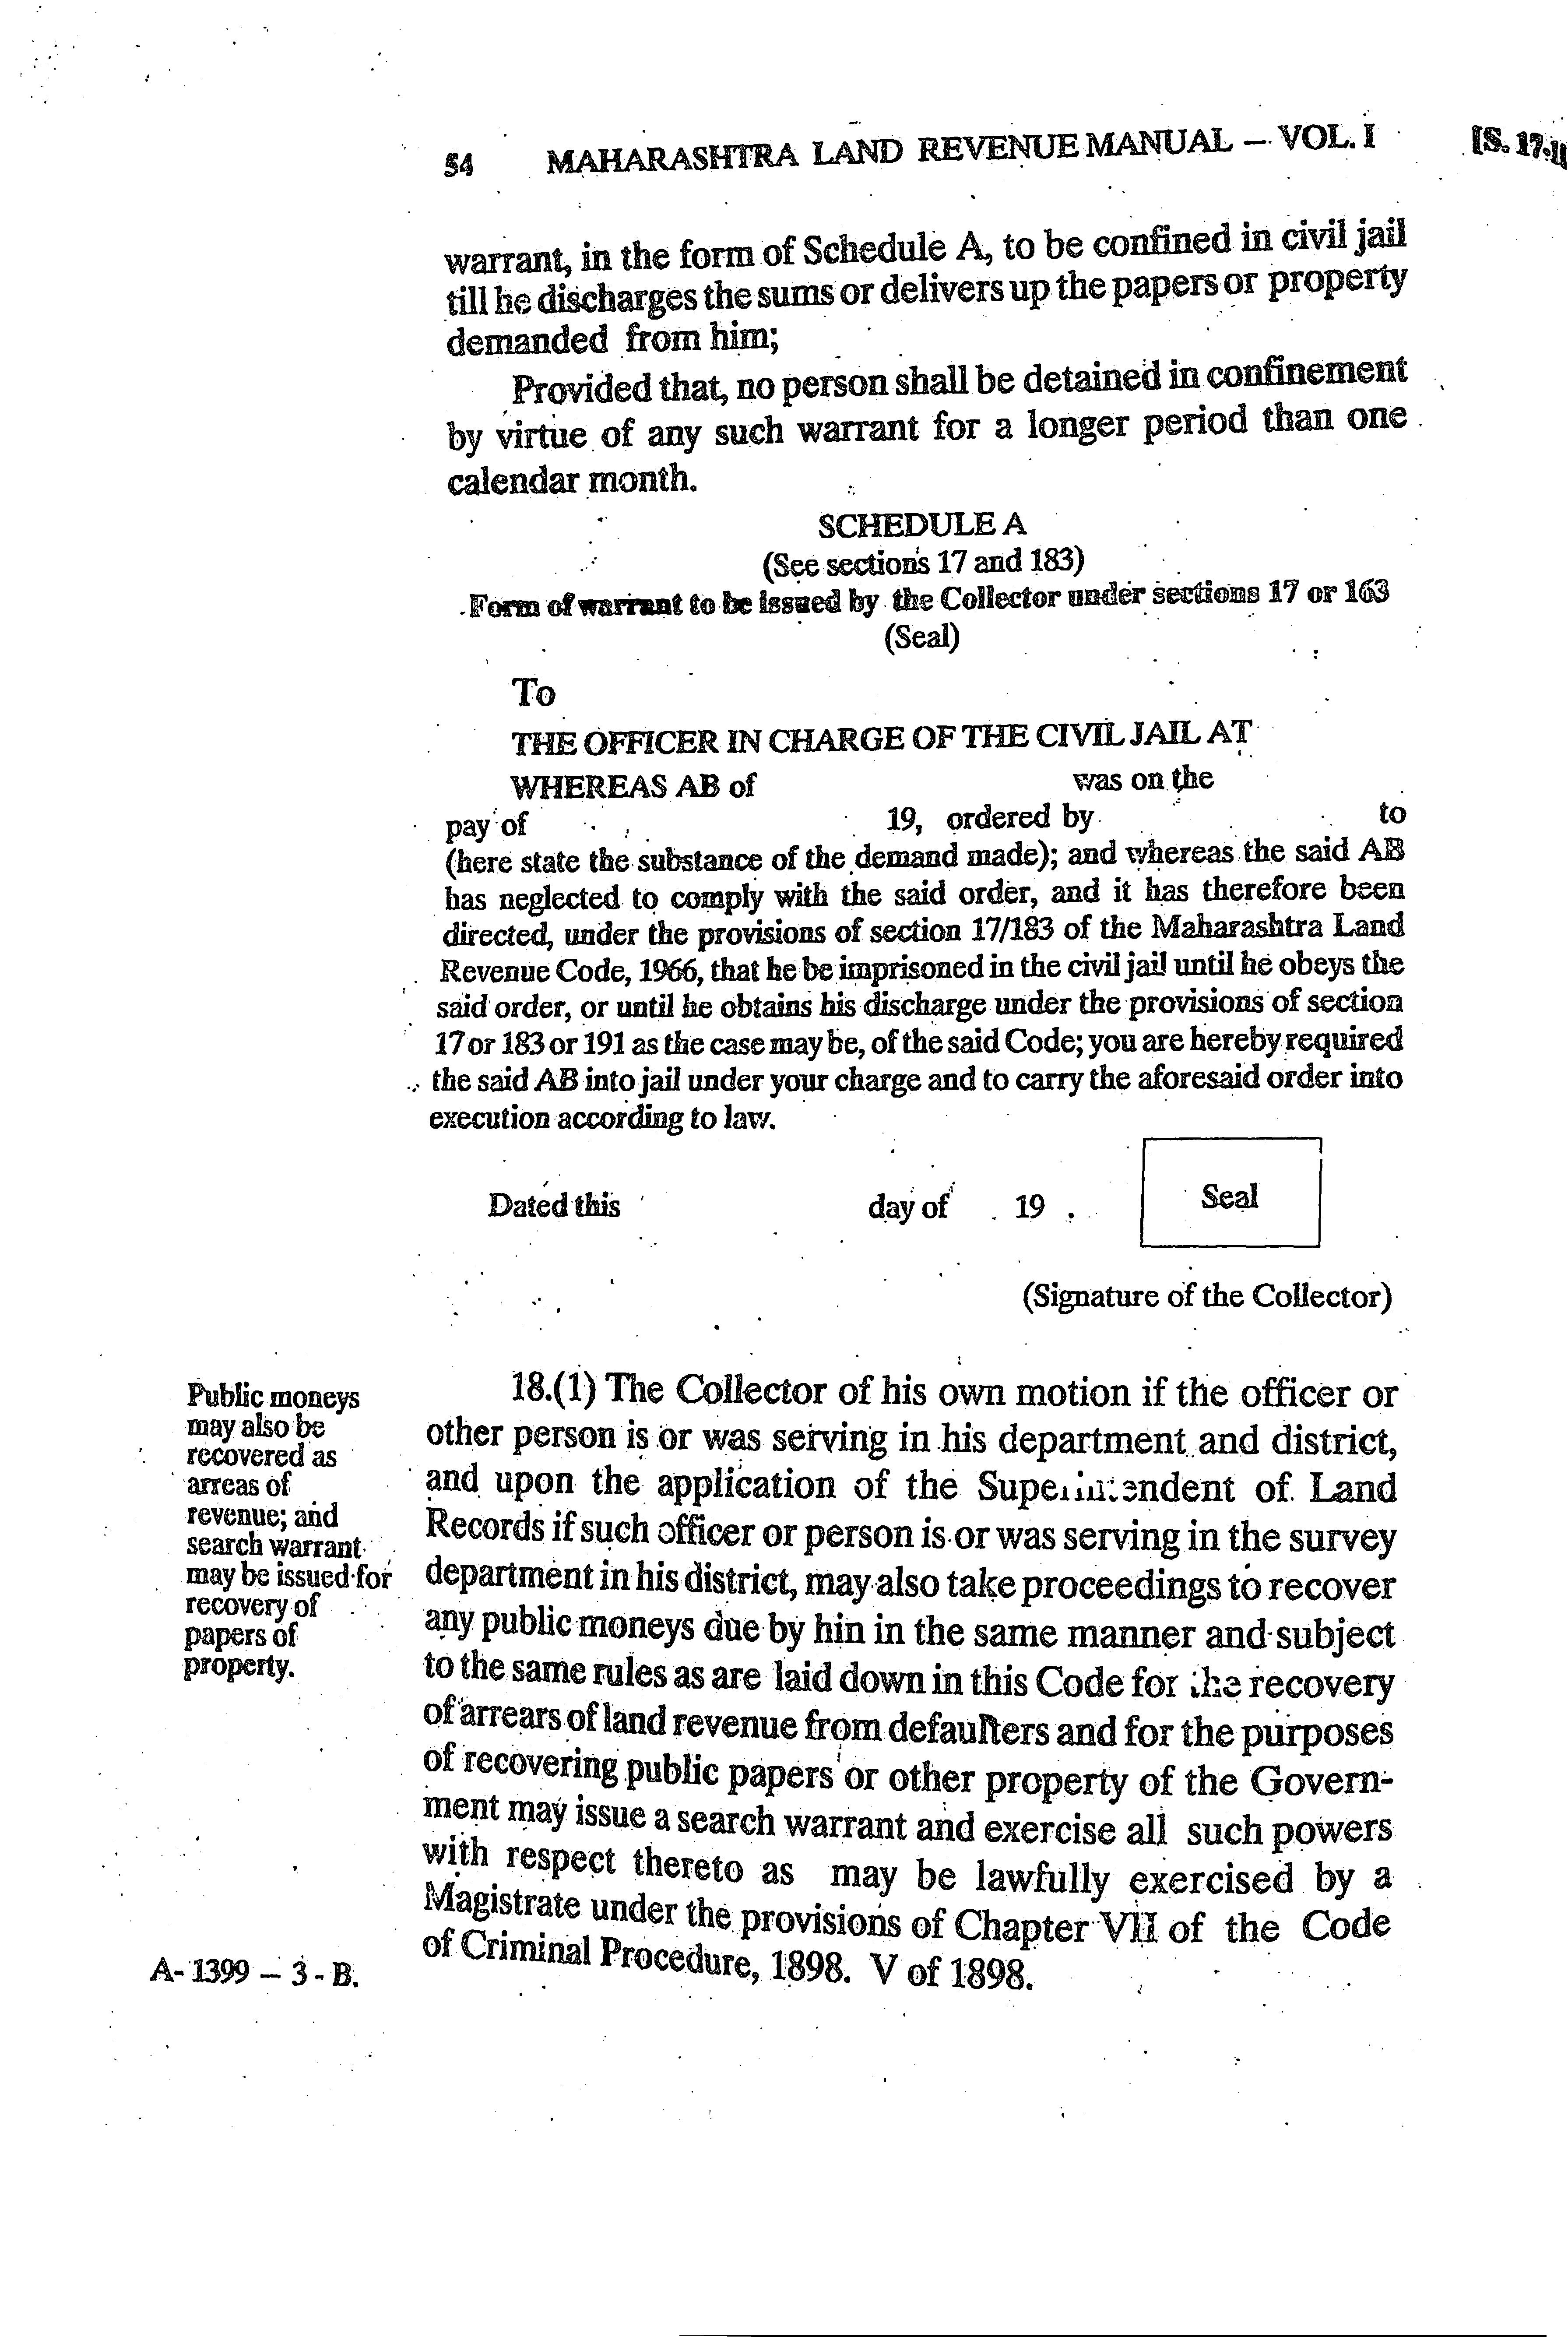 54 MAHARASHTRA LAND REVENUE MANUAL – VOL. I [S. 17-1
warrant, in the form of Schedule A, to be confined in civil jail
till he discharges the sums or delivers up the papers or property
demanded from him;
Provided that, no person shall be detained in confinement
by virtue of any such warrant for a longer period than one
calendar month.
SCHEDULE A
(See sections 17 and 183)
Form of warrant to be issued by the Collector under sections 17 or 163
(Seal)
To
THE OFFICER IN CHARGE OF THE CIVIL JAIL AT
WHEREAS AB of was on the
pay of 19, ordered by to
(here state the substance of the demand made); and whereas the said AB
has neglected to comply with the said order, and it has therefore been
directed, under the provisions of section 17/183 of the Maharashtra Land
Revenue Code, 1966, that he be imprisoned in the civil jail until he obeys the
said order, or until he obtains his discharge under the provisions of section
17 or 183 or 191 as the case may be, of the said Code; you are hereby required
the said AB into jail under your charge and to carry the aforesaid order into
execution according to law.
Dated this day of 19 .
Seal
(Signature of the Collector)
Public moneys
may also be
recovered as
arreas of
revenue; and
search warrant
may be issued for
recovery of
papers of
property.
18.(1) The Collector of his own motion if the officer or
other person is or was serving in his department and district,
and upon the application of the Superintendent of Land
Records if such officer or person is or was serving in the survey
department in his district, may also take proceedings to recover
any public moneys due by hin in the same manner and subject
to the same rules as are laid down in this Code for the recovery
of arrears of land revenue from defaulters and for the purposes
of recovering public papers or other property of the Govern-
ment may issue a search warrant and exercise all such powers
with respect thereto as may be lawfully exercised by a
Magistrate under the provisions of Chapter VII of the Code
of Criminal Procedure, 1898. V of 1898.
A- 1399 – 3 - B.